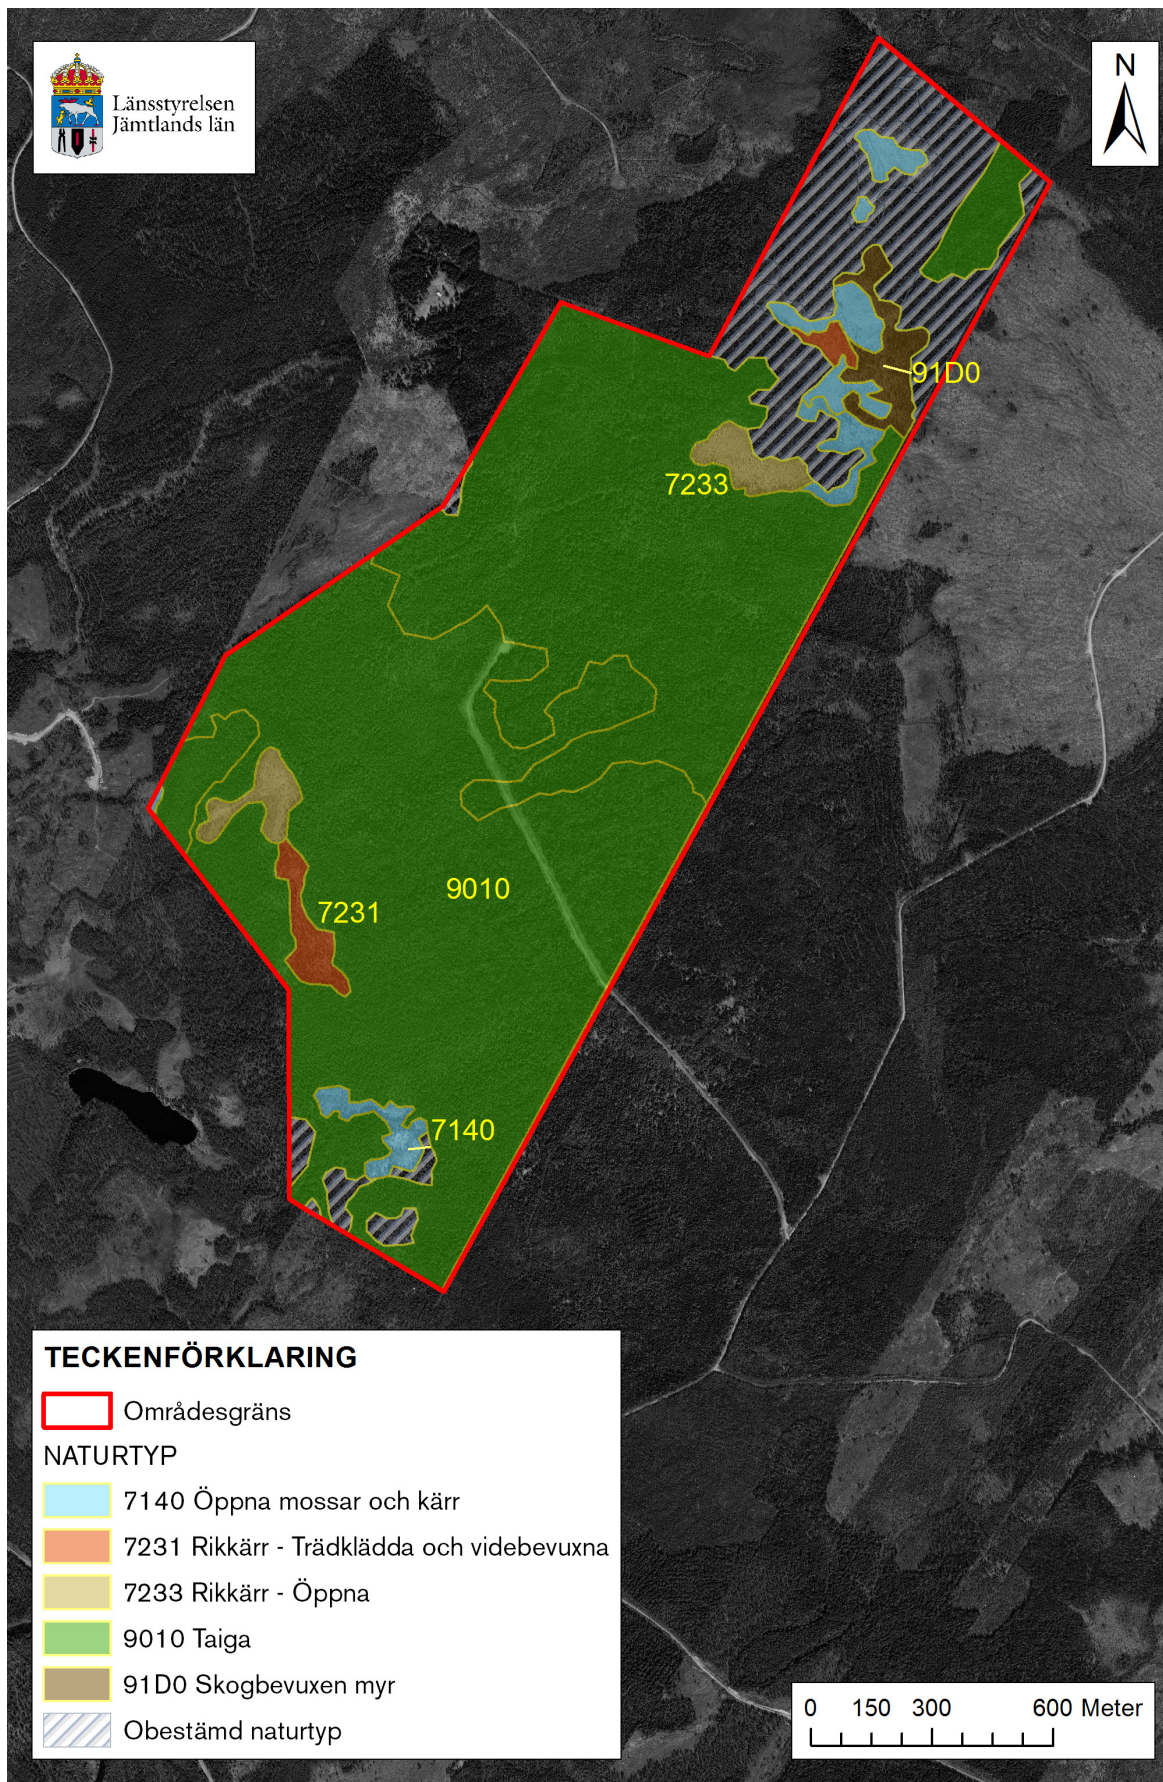 Länsstyrelsen
Jämtlands län
N
91D0
7233
9010
7231
7140
TECKENFÖRKLARING
Områdesgräns
NATURTYP
7140 Öppna mossar och kärr
7231 Rikkärr - Trädklädda och videbevuxna
7233 Rikkärr - Öppna
9010 Taiga
91D0 Skogbevuxen myr
Obestämd naturtyp
0 150 300 600 Meter